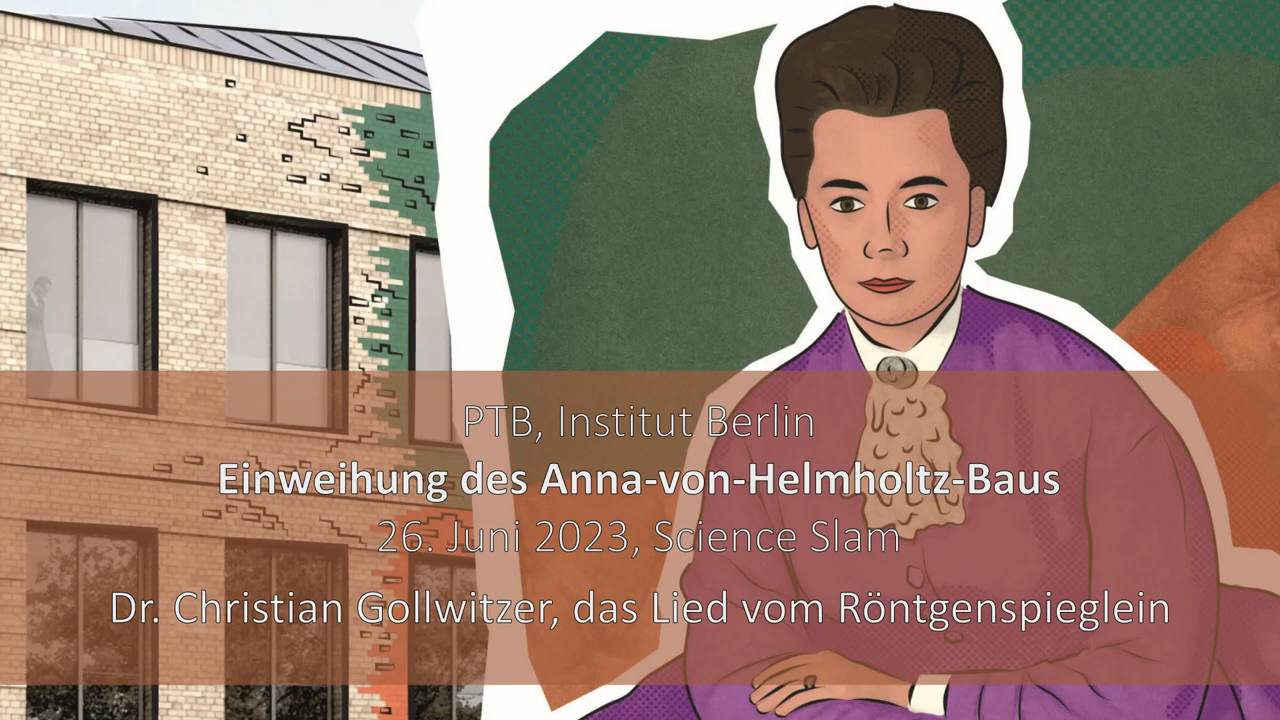 PTB, Institut Berlin
Einweihung des Anna-von-Helmholtz-Baus
26. Juni 2023, Science Slam
Dr. Christian Gollwitzer, das Lied vom Röntgenspieglein